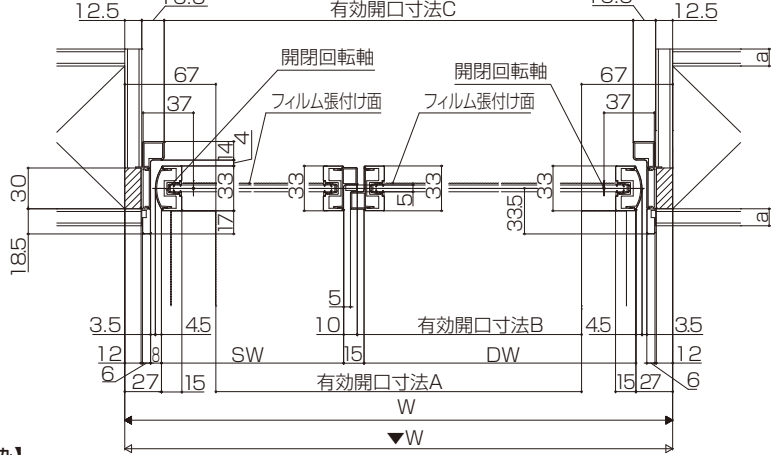 12.5 有効開口寸法C 12.5
開閉回転軸
67 開閉回転軸 67 a
37 フィルム張付け面 フィルム張付け面 37
14
4
30 33 33 33 33
5
17 33.5
18.5 a
5
3.5 4.5 10 有効開口寸法B 4.5 3.5
12 8 SW 15 DW 12
6 6
27 15 有効開口寸法A 15 27
W
▼W